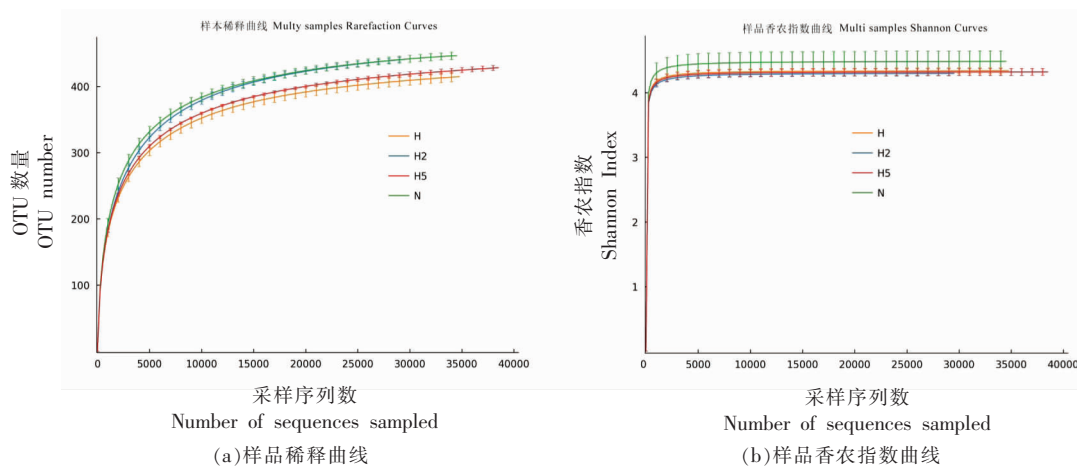 样本稀释曲线 Multy samples Rarefaction Curves
400
300
200
100
OTU 数量
OTU number
H
H2
H5
N
0 5000 10000 15000 20000 25000 30000 35000 40000
采样序列数
Number of sequences sampled
(a)样品稀释曲线
样品香农指数曲线 Multi samples Shannon Curves
4
3
2
1
香农指数
Shannon Index
H
H2
H5
N
0 5000 10000 15000 20000 25000 30000 35000 40000
采样序列数
Number of sequences sampled
(b)样品香农指数曲线